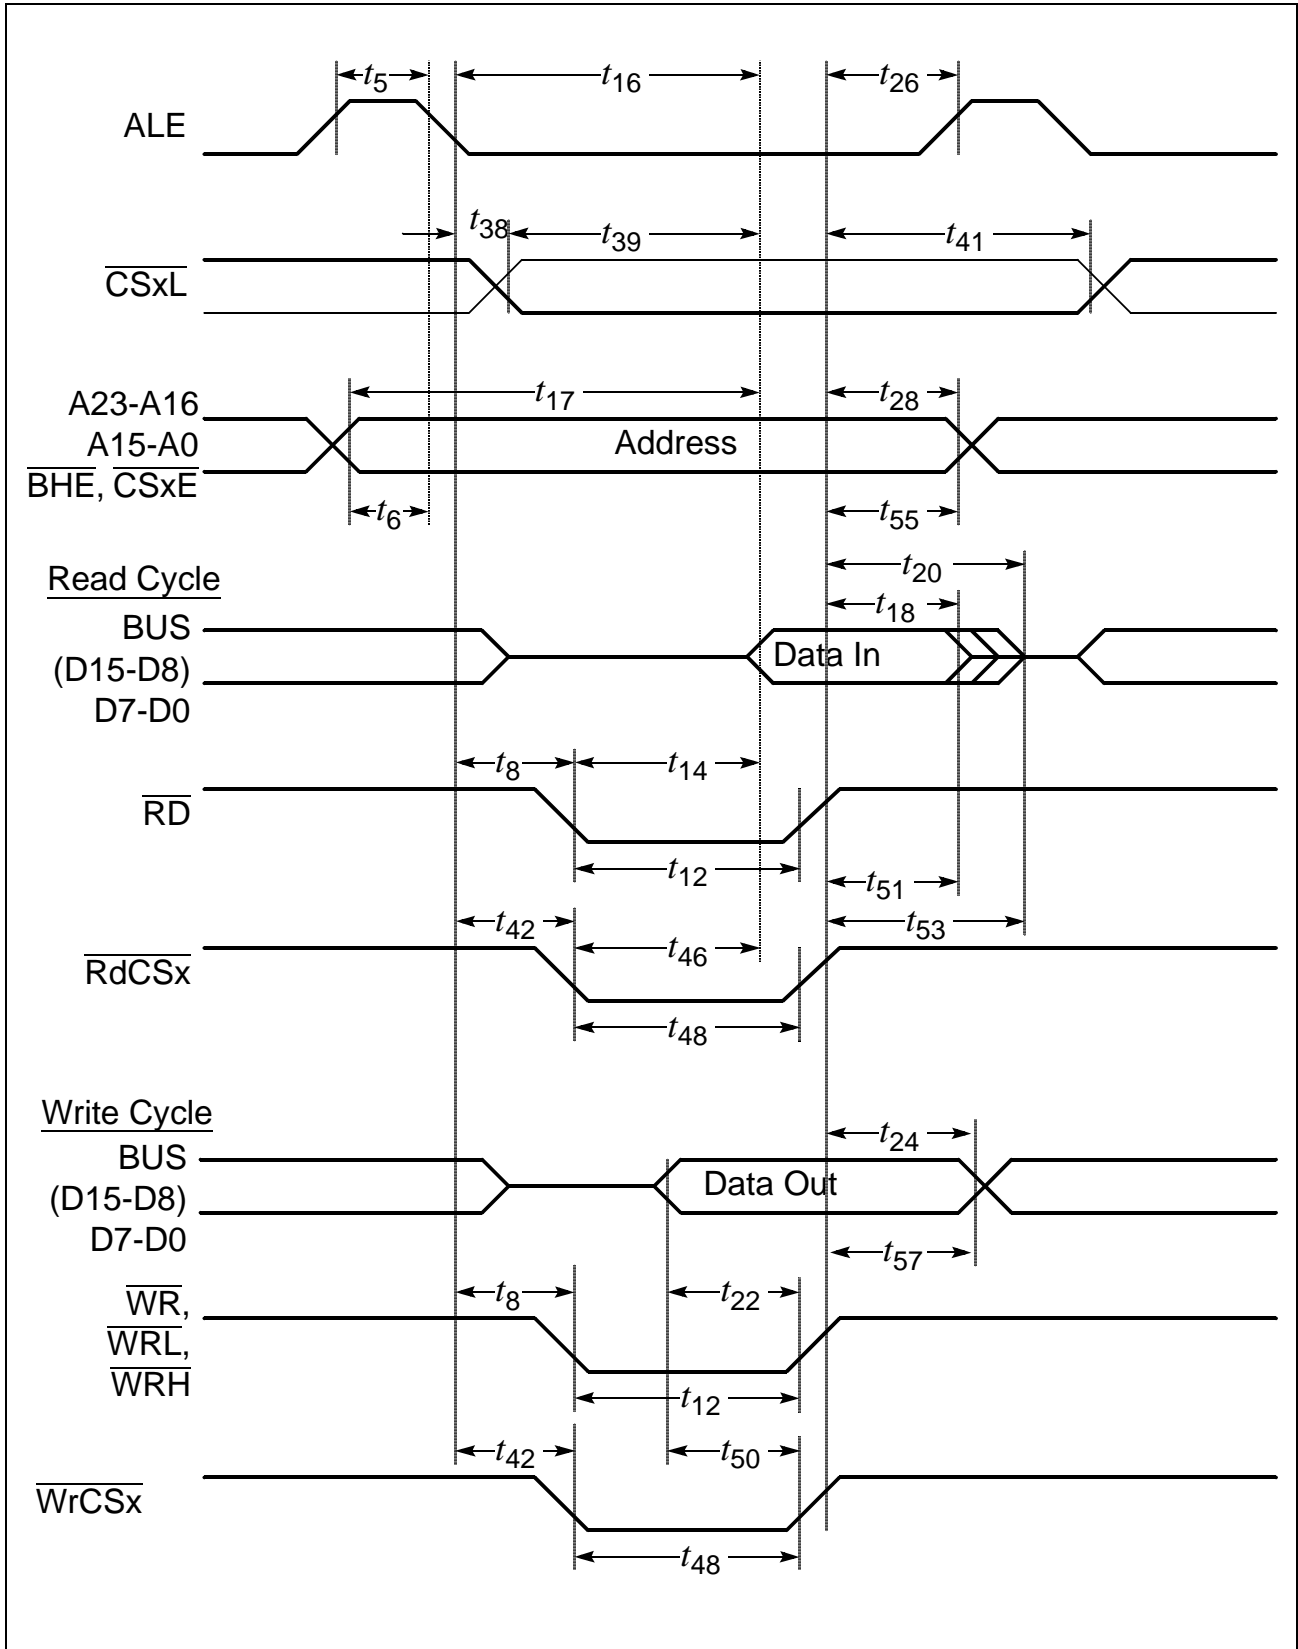 t5 t16 t26
ALE
t38 t39 t41
CSxL
t17 t28
A23-A16
A15-A0 Address
BHE, CSxE
t6 t55
t20
Read Cycle
t18
BUS
(D15-D8) Data In
D7-D0
t8 t14
RD
t12 t51
t42 t46 t53
RdCSx
t48
Write Cycle
t24
BUS
(D15-D8) Data Out
D7-D0
t57
t8 t22
WR,
WRL,
WRH
t12
t42 t50
WrCSx
t48